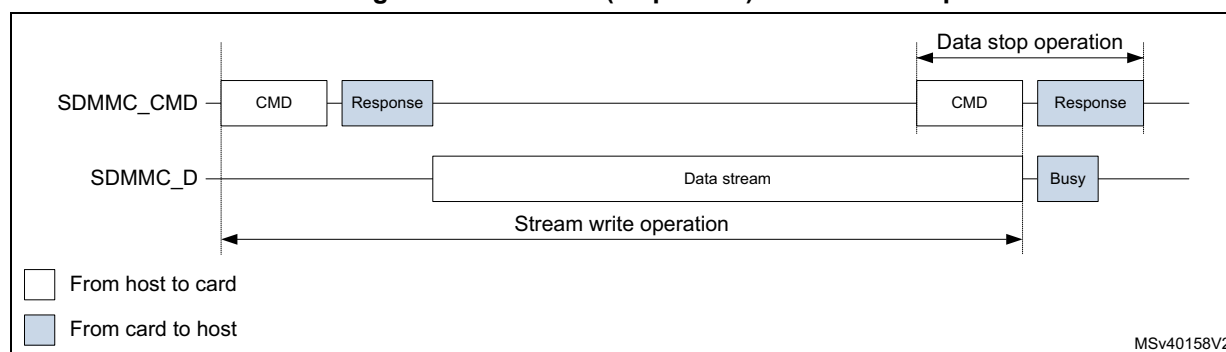 Data stop operation
SDMMC_CMD CMD Response CMD Response
SDMMC_D Data stream Busy
Stream write operation
From host to card
From card to host
MSv40158V2